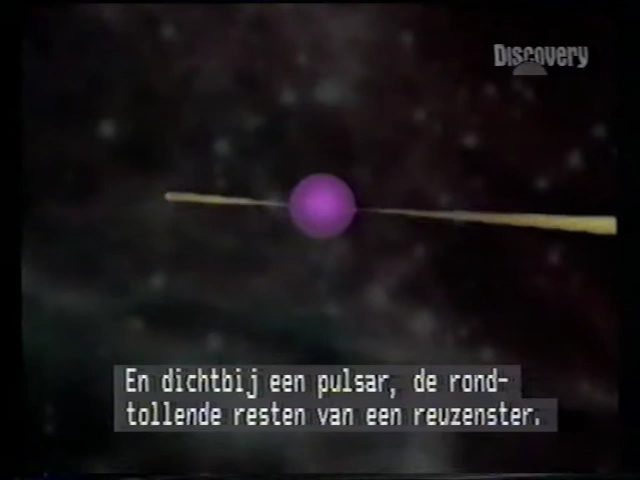 Discovery
En dichtbij een pulsar, de rond-
tollende resten van een reuzenster.